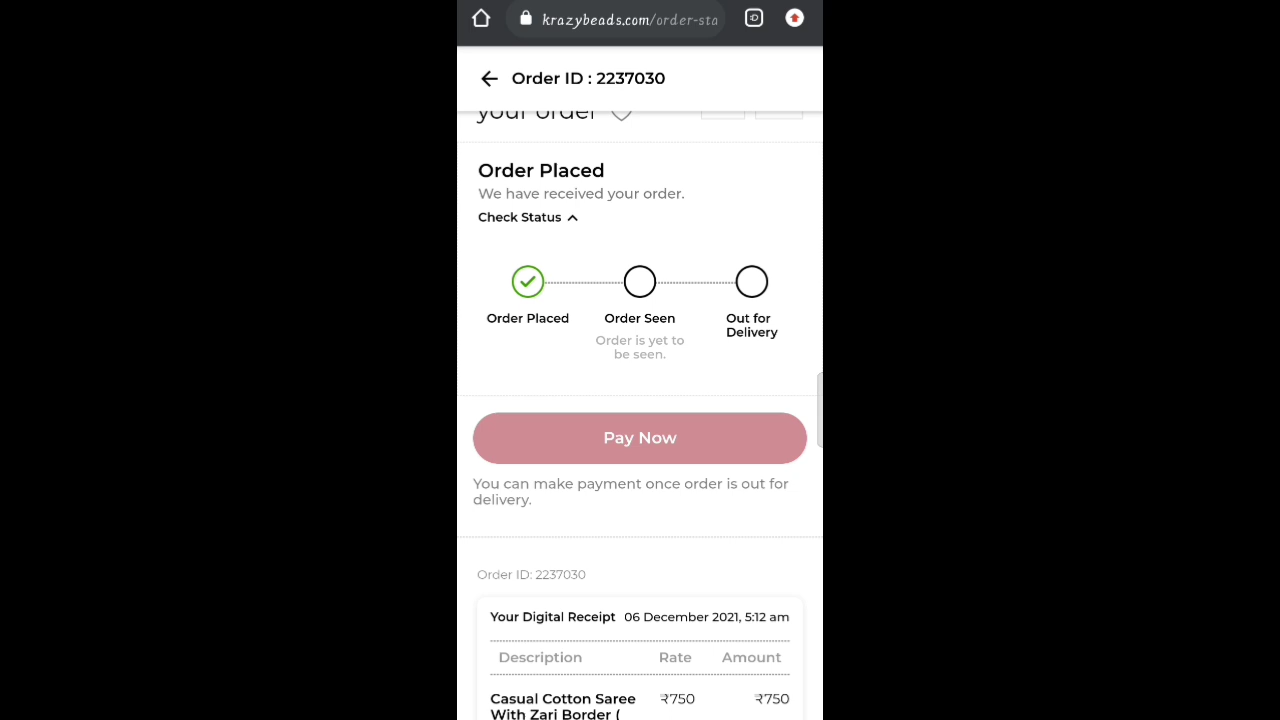 krazybeads.com/order-sta
Order ID : 2237030
your order
Order Placed
We have received your order.
Check Status
Order Placed
Order Seen
Out for
Delivery
Order is yet to
be seen.
Pay Now
You can make payment once order is out for
delivery.
Order ID: 2237030
Your Digital Receipt 06 December 2021, 5:12 am
Description Rate Amount
Casual Cotton Saree ₹750 ₹750
With Zari Border (